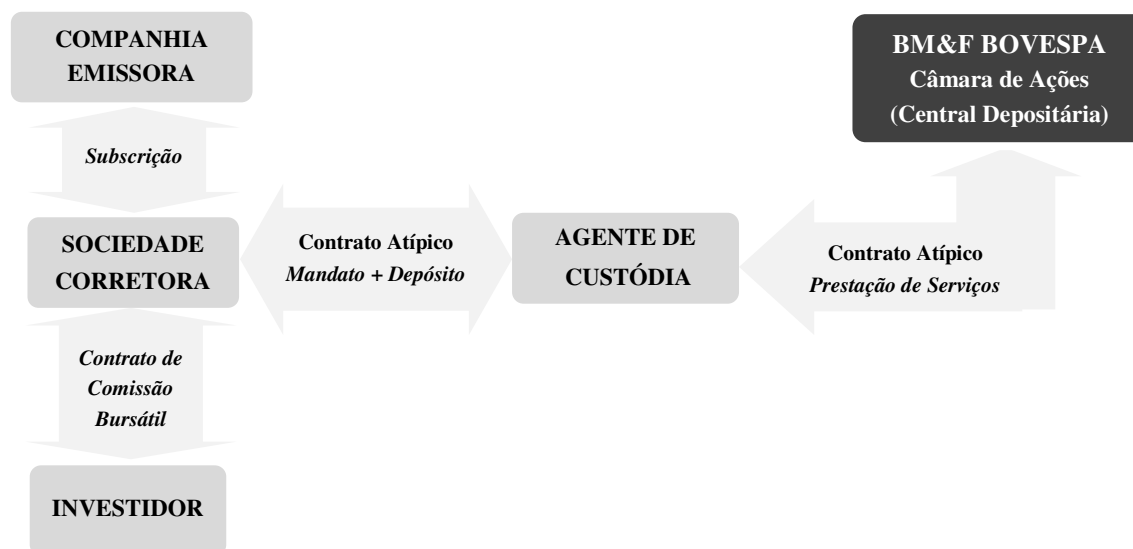 COMPANHIA
EMISSORA
BM&F BOVESPA
Câmara de Ações
(Central Depositária)
Subscrição
SOCIEDADE
CORRETORA
Contrato Atípico
Mandato + Depósito
AGENTE DE
CUSTÓDIA
Contrato Atípico
Prestação de Serviços
Contrato de
Comissão
Bursátil
INVESTIDOR